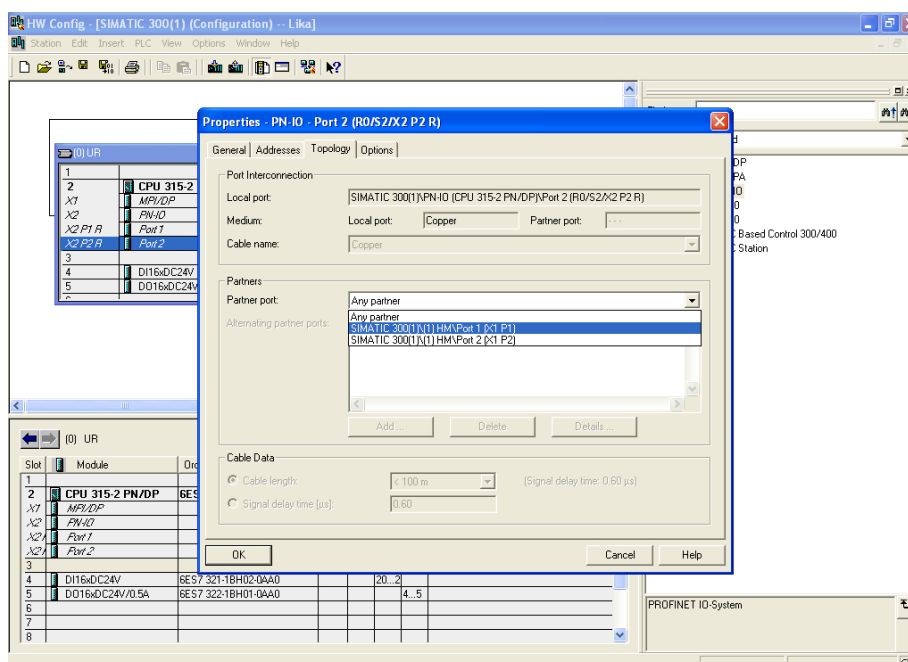 HW Config - [SIMATIC 300(1) (Configuration) -- Lika]
Station Edit Insert PLC View Options Window Help
Properties - PN-IO - Port 2 (R0/S2/X2 P2 R)
General Addresses Topology Options
Port Interconnection
Local port: SIMATIC 300(1)\PN-IO (CPU 315-2 PN/DP)\Port 2 (R0/S2/X2 P2 R)
Medium: Local port: Copper Partner port: ---
Cable name: Copper
Partners
Partner port: Any partner
Alternating partner ports:
Any partner
SIMATIC 300(1)\(1) HM\Port 1 (X1 P1)
SIMATIC 300(1)\(1) HM\Port 2 (X1 P2)
Add ... Delete Details ...
Cable Data
Cable length: < 100 m (Signal delay time: 0.60 µs)
Signal delay time [µs]: 0.60
OK Cancel Help
(0) UR
1
2 CPU 315-2
X1 MPI/DP
X2 PN-IO
X2 P1 R Port 1
X2 P2 R Port 2
3
4 DI16xDC24V
5 DO16xDC24V
DP
PA
IO
0
0
C Based Control 300/400
C Station
(0) UR
Slot Module Ord
1
2 CPU 315-2 PN/DP 6ES
X1 MPI/DP
X2 PN-IO
X2 Port 1
X2 Port 2
3
4 DI16xDC24V 6ES7 321-1BH02-0AA0 20...2
5 DO16xDC24V/0.5A 6ES7 322-1BH01-0AA0 4...5
6
7
8
PROFINET IO-System